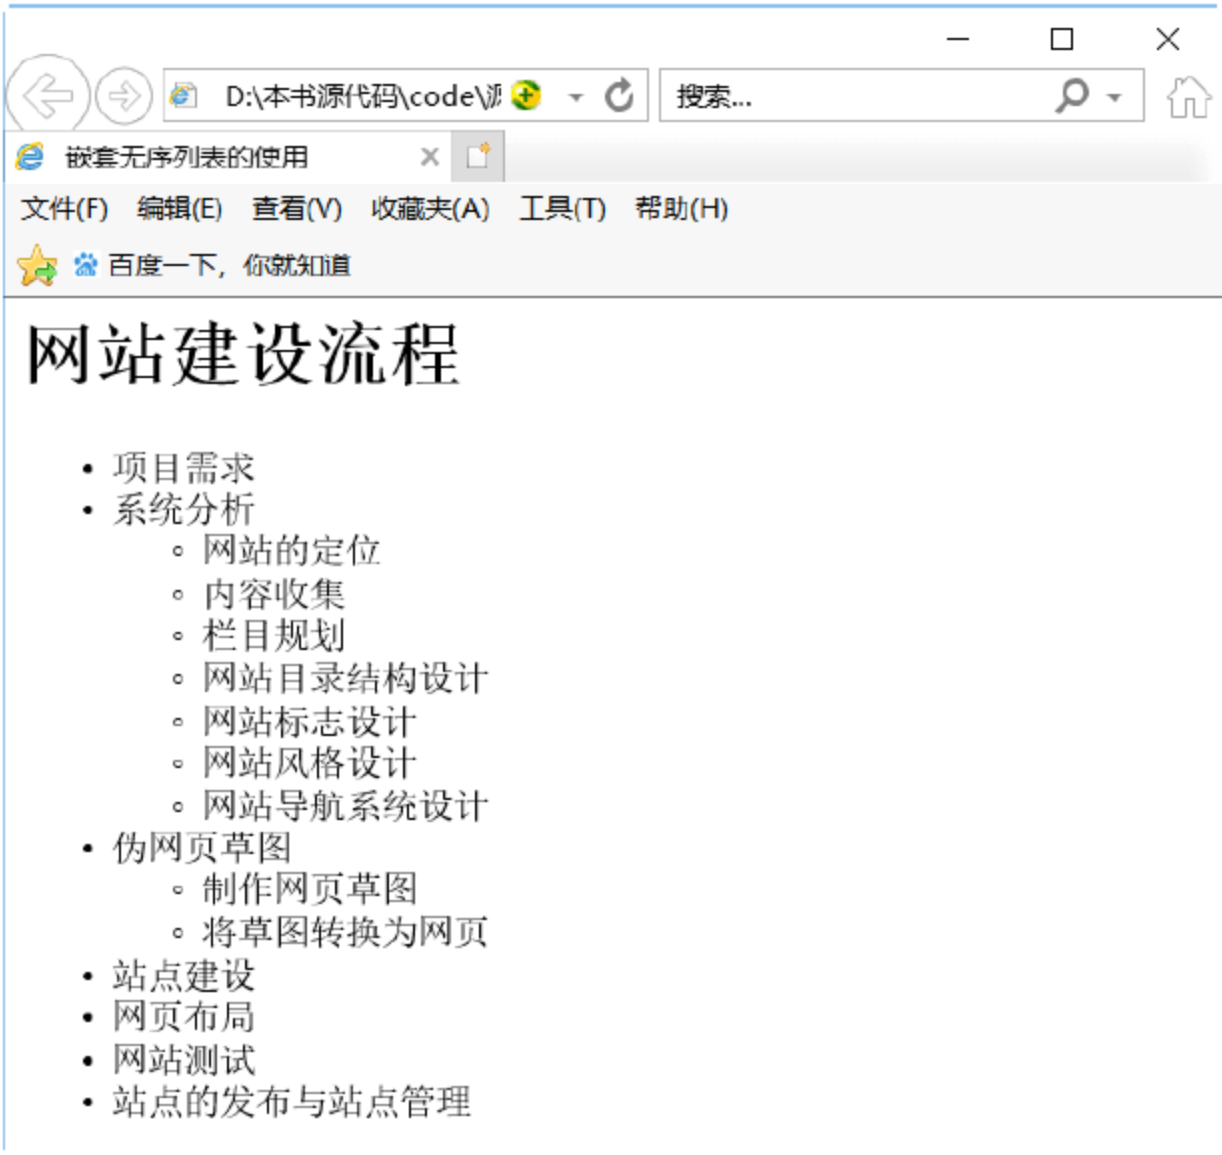 D:\本书源代码\code\源
搜索...
嵌套无序列表的使用
文件(F) 编辑(E) 查看(V) 收藏夹(A) 工具(T) 帮助(H)
百度一下，你就知道
网站建设流程
• 项目需求
• 系统分析
◦ 网站的定位
◦ 内容收集
◦ 栏目规划
◦ 网站目录结构设计
◦ 网站标志设计
◦ 网站风格设计
◦ 网站导航系统设计
• 伪网页草图
◦ 制作网页草图
◦ 将草图转换为网页
• 站点建设
• 网页布局
• 网站测试
• 站点的发布与站点管理